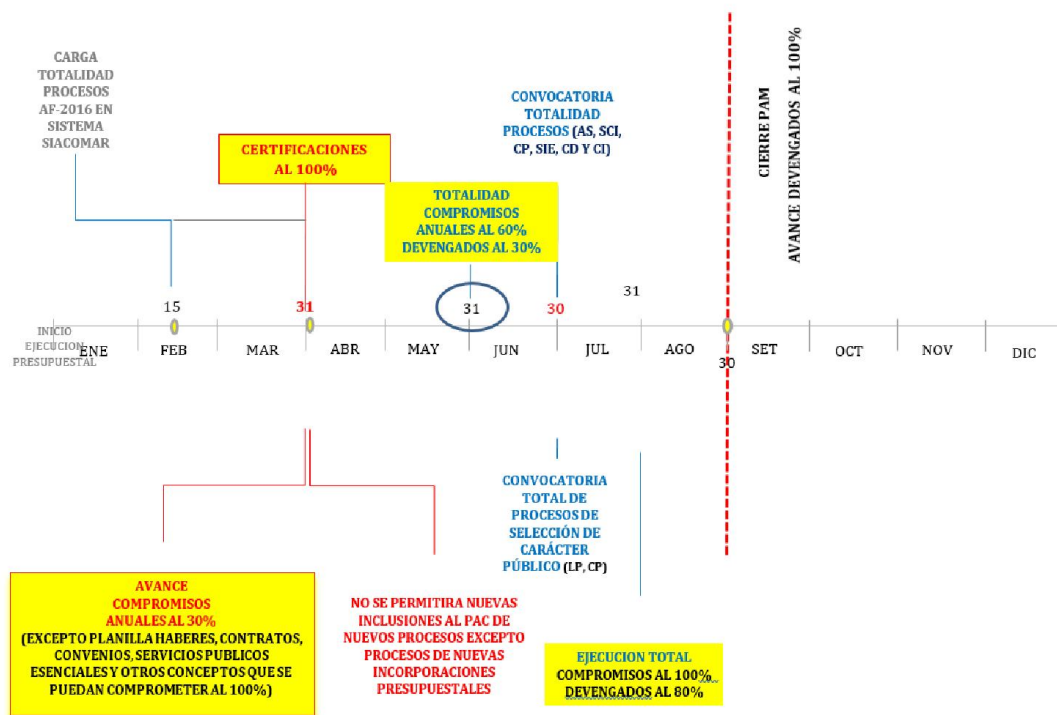 CARGA
TOTALIDAD
PROCESOS
AF-2016 EN
SISTEMA
SIACOMAR
CERTIFICACIONES
AL 100%
CONVOCATORIA
TOTALIDAD
PROCESOS (AS, SCI,
CP, SIE, CD Y CI)
TOTALIDAD
COMPROMISOS
ANUALES AL 60%
DEVENGADOS AL 30%
CIERRE PAM
AVANCE DEVENGADOS AL 100%
15
31
31
30
31
INICIO
EJECUCION
PRESUPUESTAL
ENE
FEB
MAR
ABR
MAY
JUN
JUL
AGO
SET
OCT
NOV
DIC
30
AVANCE
COMPROMISOS
ANUALES AL 30%
(EXCEPTO PLANILLA HABERES, CONTRATOS,
CONVENIOS, SERVICIOS PUBLICOS
ESENCIALES Y OTROS CONCEPTOS QUE SE
PUEDAN COMPROMETER AL 100%)
NO SE PERMITIRA NUEVAS
INCLUSIONES AL PAC DE
NUEVOS PROCESOS EXCEPTO
PROCESOS DE NUEVAS
INCORPORACIONES
PRESUPUESTALES
CONVOCATORIA
TOTAL DE
PROCESOS DE
SELECCIÓN DE
CARÁCTER
PÚBLICO (LP, CP)
EJECUCION TOTAL
COMPROMISOS AL 100%
DEVENGADOS AL 80%